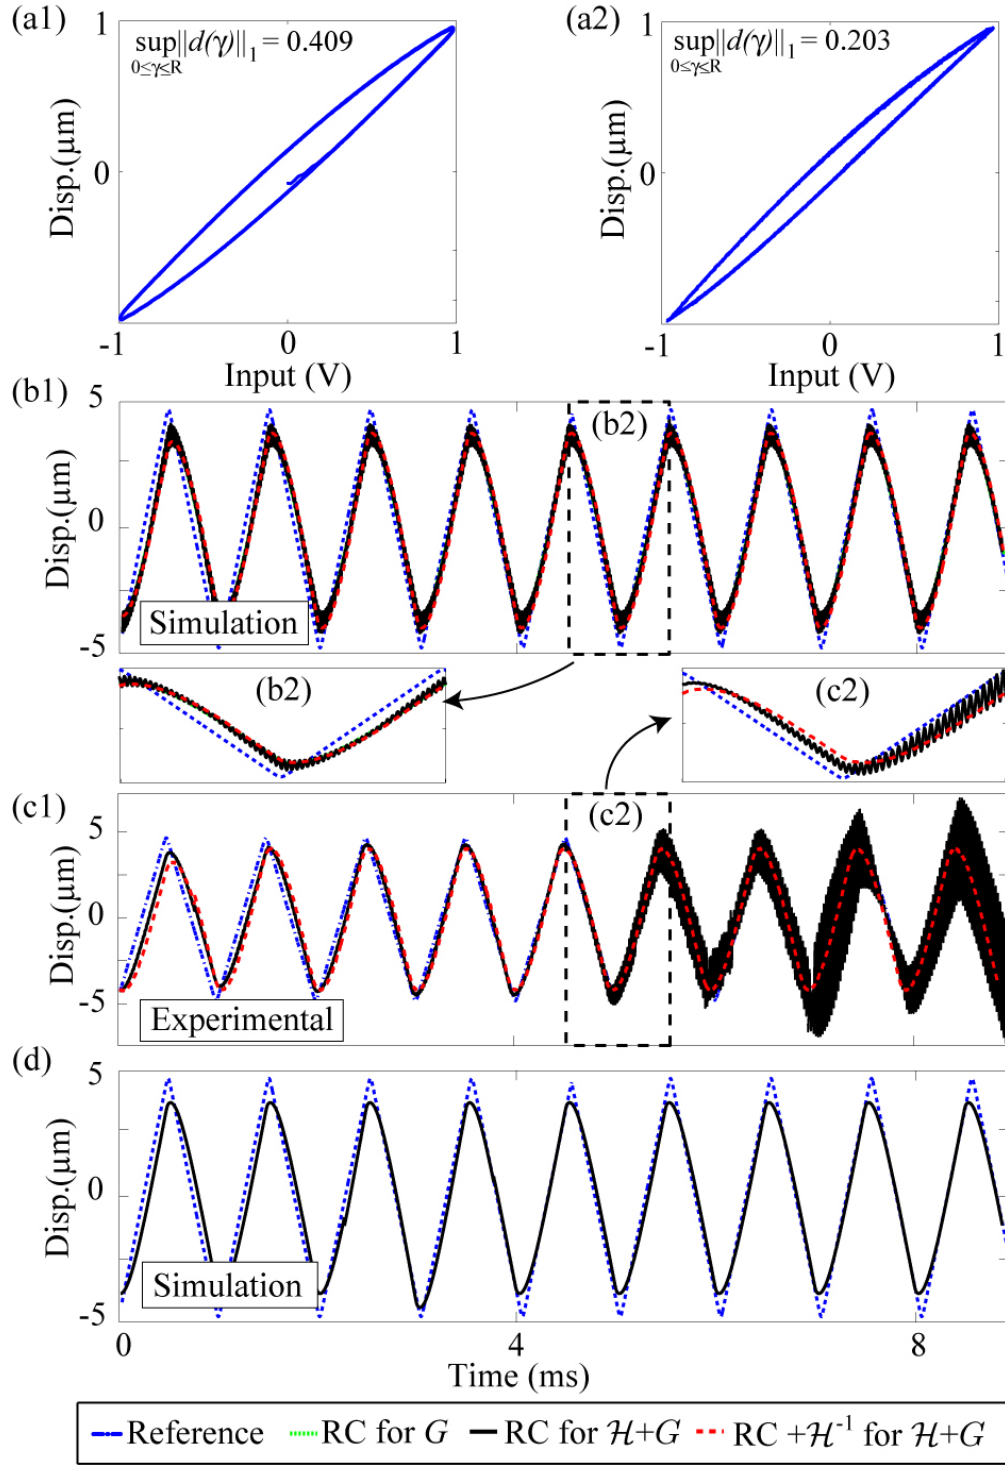 (a1)
(a2)
1
sup||d(γ)||₁ = 0.409
0≤γ≤R
Disp.(μm)
0
-1
0
1
Input (V)
1
sup||d(γ)||₁ = 0.203
0≤γ≤R
Disp.(μm)
0
-1
0
1
Input (V)
(b1)
5
(b2)
Disp.(μm)
0
Simulation
-5
(b2)
(c2)
(c1)
(c2)
5
Disp.(μm)
0
-5
Experimental
(d)
5
Disp.(μm)
0
Simulation
-5
0
4
8
Time (ms)
Reference RC for G RC for ℋ+G RC +ℋ⁻¹ for ℋ+G